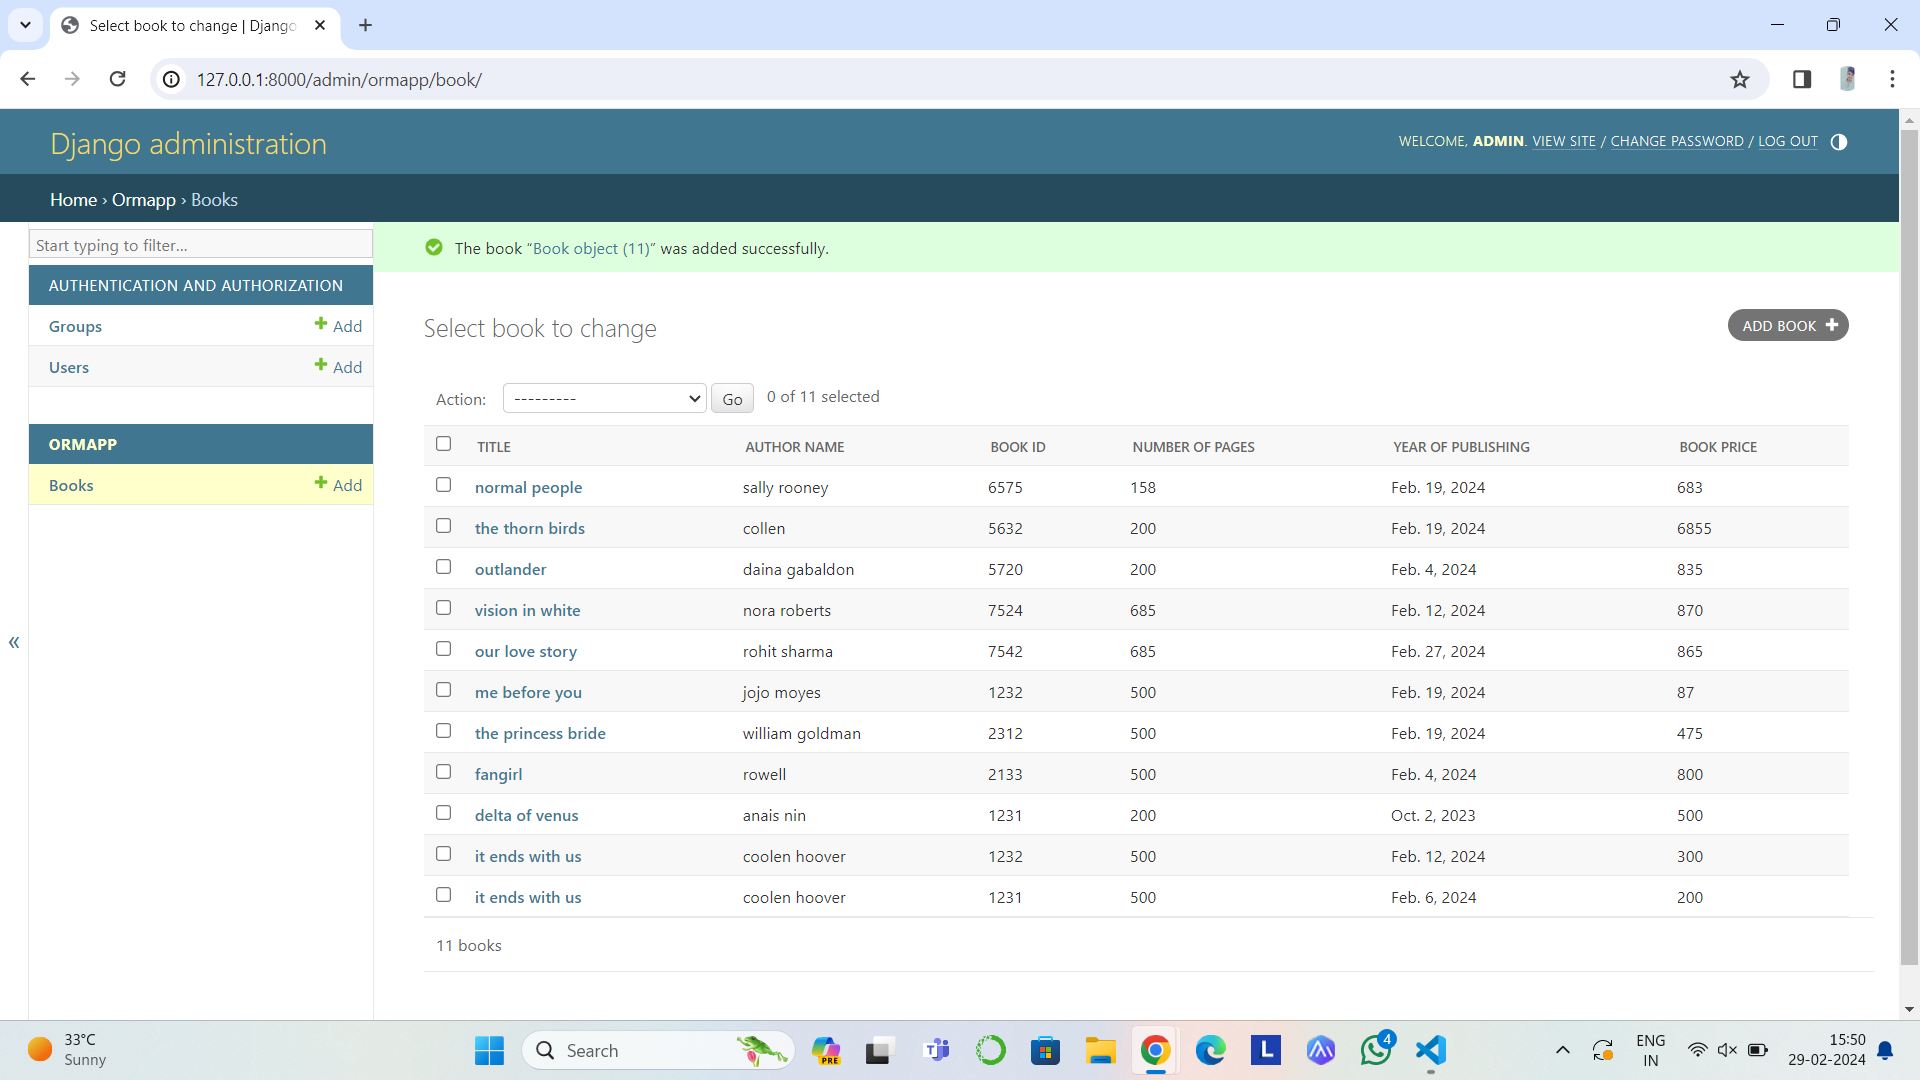 Select book to change | Django
127.0.0.1:8000/admin/ormapp/book/
Django administration
WELCOME, ADMIN. VIEW SITE / CHANGE PASSWORD / LOG OUT
Home › Ormapp › Books
Start typing to filter...
AUTHENTICATION AND AUTHORIZATION
Groups + Add
Users + Add
ORMAPP
Books + Add
The book “Book object (11)” was added successfully.
Select book to change
ADD BOOK +
Action: --------- Go 0 of 11 selected
TITLE AUTHOR NAME BOOK ID NUMBER OF PAGES YEAR OF PUBLISHING BOOK PRICE
normal people sally rooney 6575 158 Feb. 19, 2024 683
the thorn birds collen 5632 200 Feb. 19, 2024 6855
outlander daina gabaldon 5720 200 Feb. 4, 2024 835
vision in white nora roberts 7524 685 Feb. 12, 2024 870
our love story rohit sharma 7542 685 Feb. 27, 2024 865
me before you jojo moyes 1232 500 Feb. 19, 2024 87
the princess bride william goldman 2312 500 Feb. 19, 2024 475
fangirl rowell 2133 500 Feb. 4, 2024 800
delta of venus anais nin 1231 200 Oct. 2, 2023 500
it ends with us coolen hoover 1232 500 Feb. 12, 2024 300
it ends with us coolen hoover 1231 500 Feb. 6, 2024 200
11 books
33°C
Sunny
Search
PRE
L
4
ENG
IN
15:50
29-02-2024